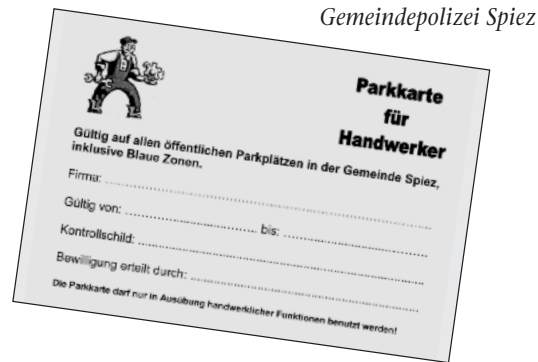 Gemeindepolizei Spiez
Parkkarte
für
Handwerker
Gültig auf allen öffentlichen Parkplätzen in der Gemeinde Spiez,
inklusive Blaue Zonen.
Firma:
Gültig von: bis:
Kontrollschild:
Bewilligung erteilt durch:
Die Parkkarte darf nur in Ausübung handwerklicher Funktionen benutzt werden!